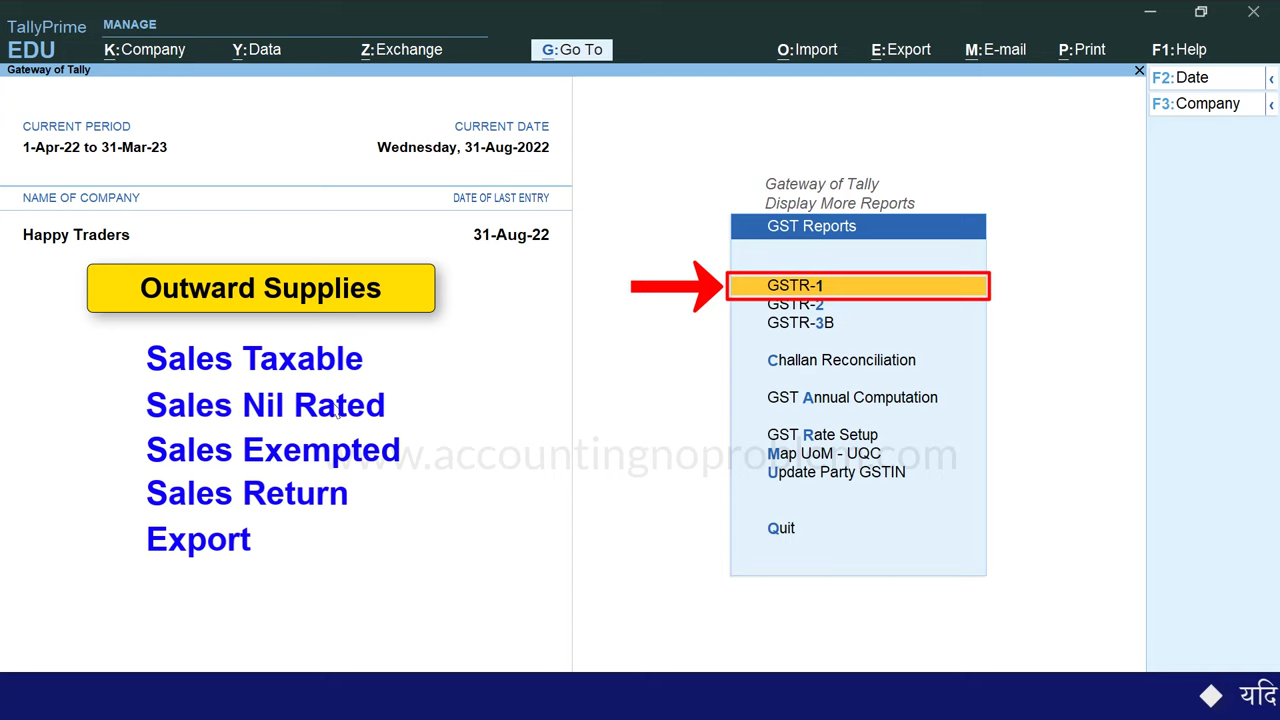 TallyPrime
EDU
MANAGE
K:Company
Y:Data
Z:Exchange
G:Go To
O:Import
E:Export
M:E-mail
P:Print
F1:Help
Gateway of Tally
F2:Date
F3:Company
CURRENT PERIOD
CURRENT DATE
1-Apr-22 to 31-Mar-23
Wednesday, 31-Aug-2022
NAME OF COMPANY
DATE OF LAST ENTRY
Happy Traders
31-Aug-22
Outward Supplies
Sales Taxable
Sales Nil Rated
Sales Exempted
Sales Return
Export
Gateway of Tally
Display More Reports
GST Reports
GSTR-1
GSTR-2
GSTR-3B
Challan Reconciliation
GST Annual Computation
GST Rate Setup
Map UoM - UQC
Update Party GSTIN
Quit
www.accountingnoproblem.com
यदि